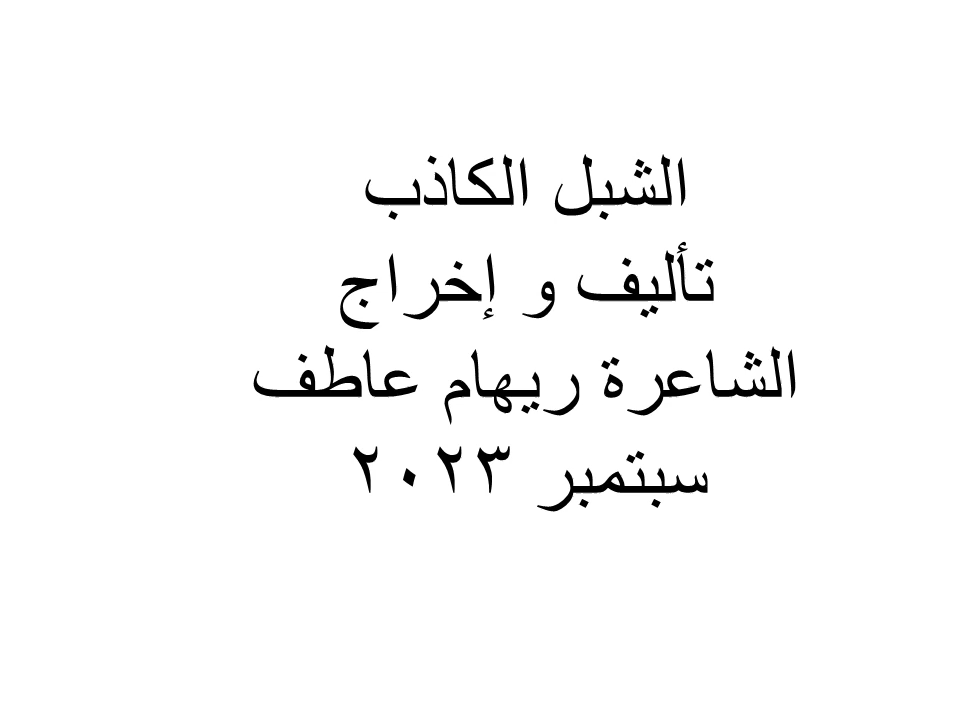 الشبل الكاذب
تأليف و إخراج
الشاعرة ريهام عاطف
سبتمبر ٢٠٢٣